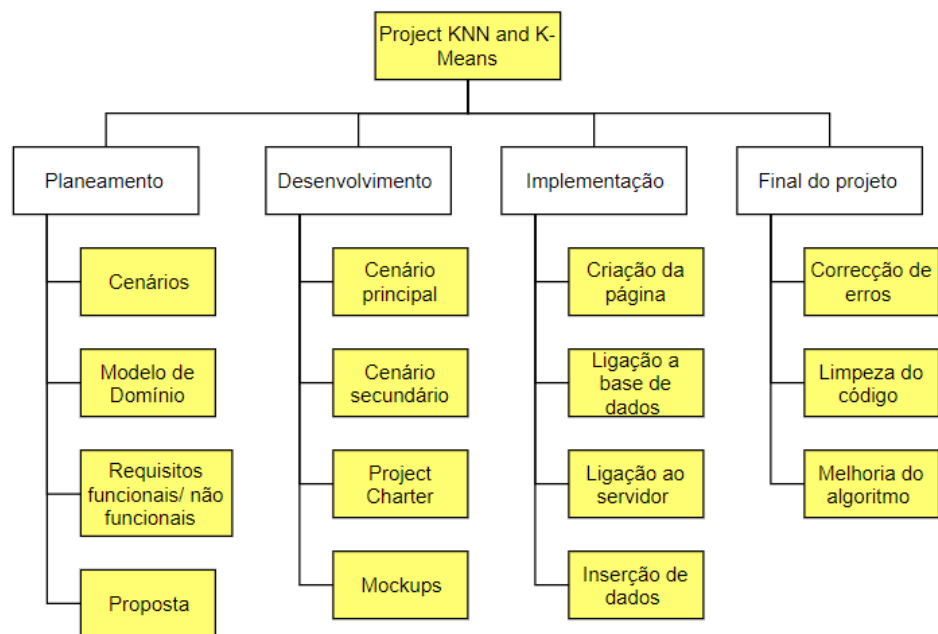 Project KNN and K-
Means
Planeamento
Desenvolvimento
Implementação
Final do projeto
Cenários
Modelo de
Domínio
Requisitos
funcionais/ não
funcionais
Proposta
Cenário
principal
Cenário
secundário
Project
Charter
Mockups
Criação da
página
Ligação a
base de
dados
Ligação ao
servidor
Inserção de
dados
Correcção de
erros
Limpeza do
código
Melhoria do
algoritmo